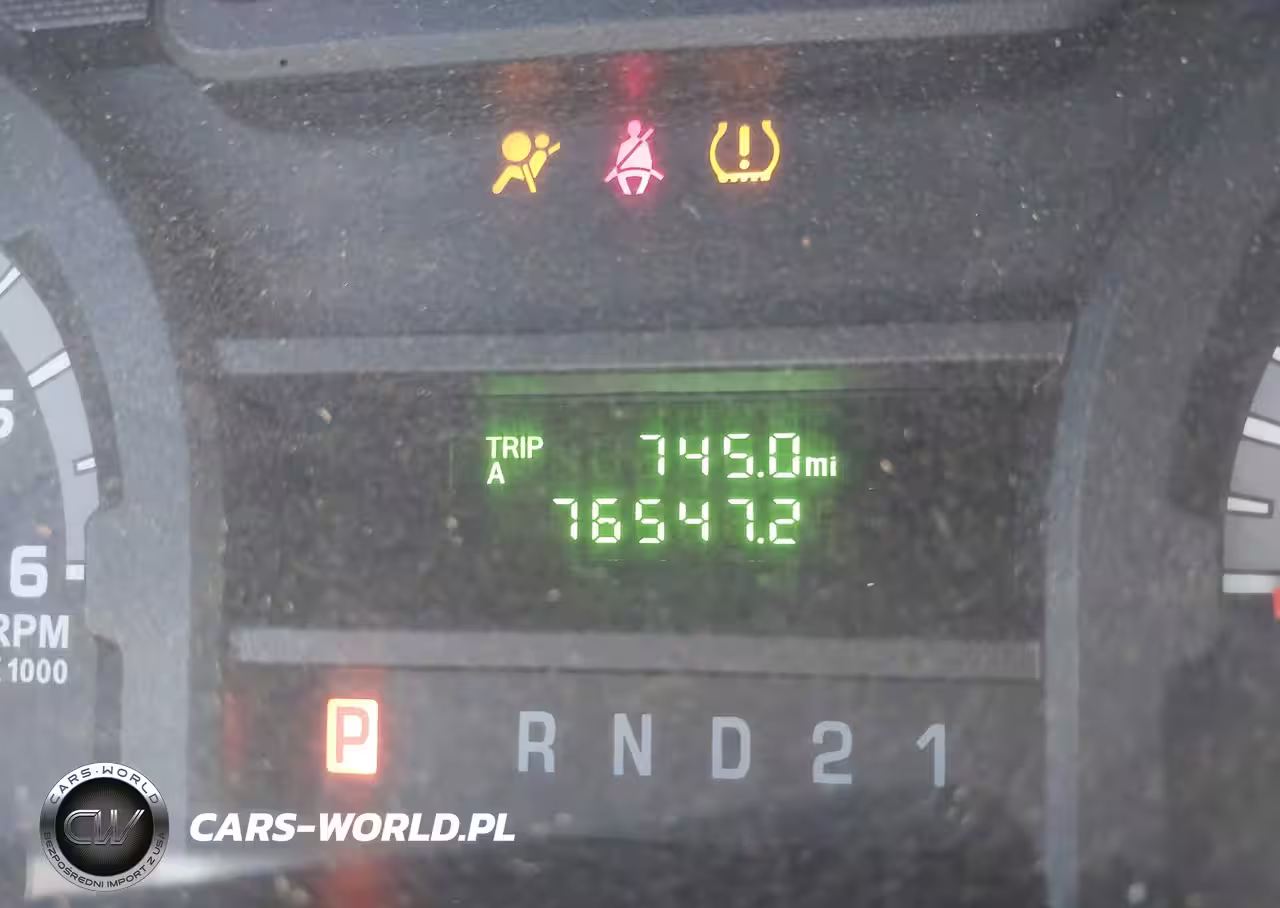 TRIP 745.0mi
A
76547.2
5
6
RPM
1000
P R N D 2 1
CARS-WORLD
CW
BEZPOŚREDNI IMPORT Z USA
CARS-WORLD.PL